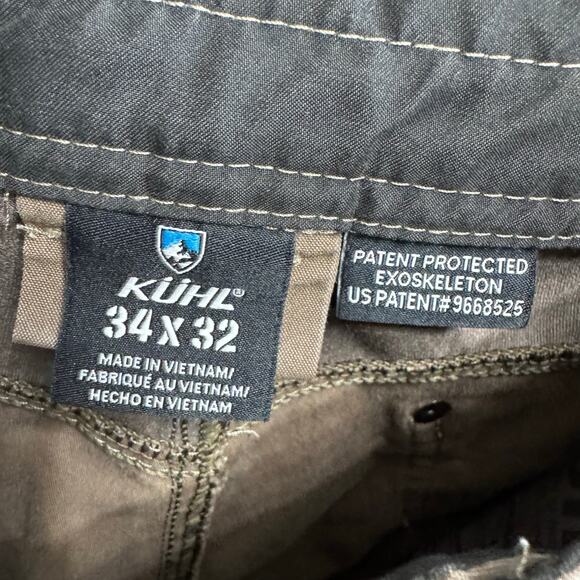 KÜHL®
34 X 32
MADE IN VIETNAM/
FABRIQUÉ AU VIETNAM/
HECHO EN VIETNAM
PATENT PROTECTED
EXOSKELETON
US PATENT# 9668525